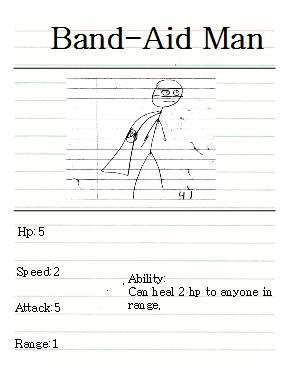 Band-Aid Man
41
Hp:5
Speed:2
Ability:
Can heal 2 hp to anyone in
range.
Attack:5
Range:1